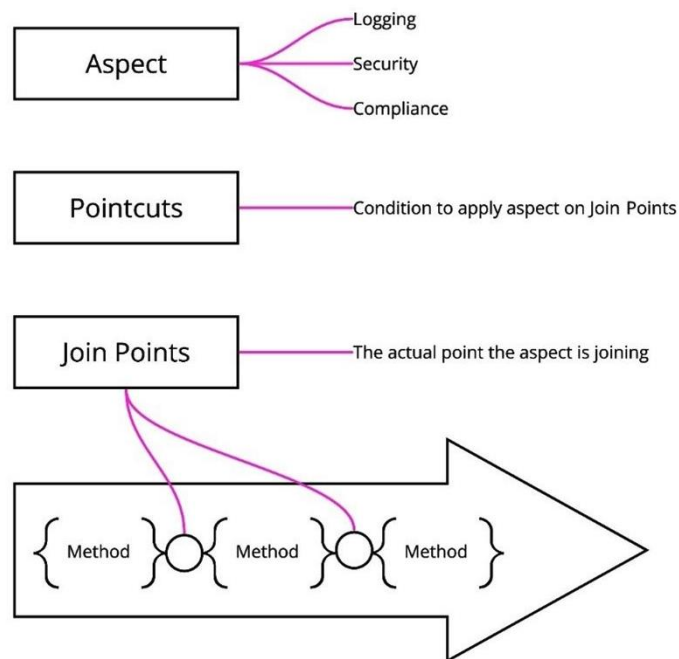 Logging
Aspect
Security
Compliance
Pointcuts
Condition to apply aspect on Join Points
Join Points
The actual point the aspect is joining
Method
Method
Method